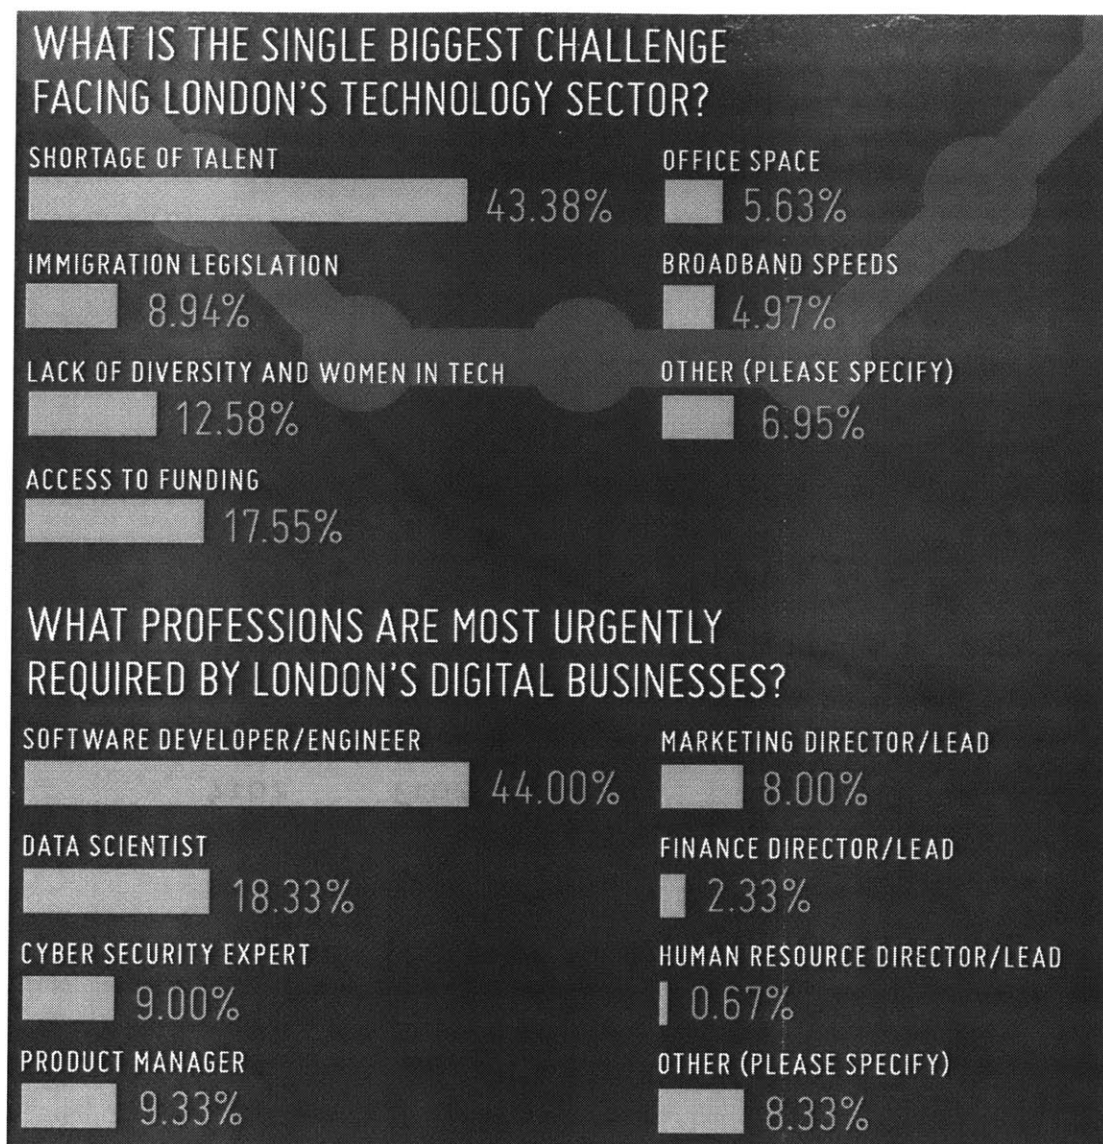 WHAT IS THE SINGLE BIGGEST CHALLENGE
FACING LONDON'S TECHNOLOGY SECTOR?
SHORTAGE OF TALENT
43.38%
IMMIGRATION LEGISLATION
8.94%
LACK OF DIVERSITY AND WOMEN IN TECH
12.58%
ACCESS TO FUNDING
17.55%
OFFICE SPACE
5.63%
BROADBAND SPEEDS
4.97%
OTHER (PLEASE SPECIFY)
6.95%
WHAT PROFESSIONS ARE MOST URGENTLY
REQUIRED BY LONDON'S DIGITAL BUSINESSES?
SOFTWARE DEVELOPER/ENGINEER
44.00%
DATA SCIENTIST
18.33%
CYBER SECURITY EXPERT
9.00%
PRODUCT MANAGER
9.33%
MARKETING DIRECTOR/LEAD
8.00%
FINANCE DIRECTOR/LEAD
2.33%
HUMAN RESOURCE DIRECTOR/LEAD
0.67%
OTHER (PLEASE SPECIFY)
8.33%